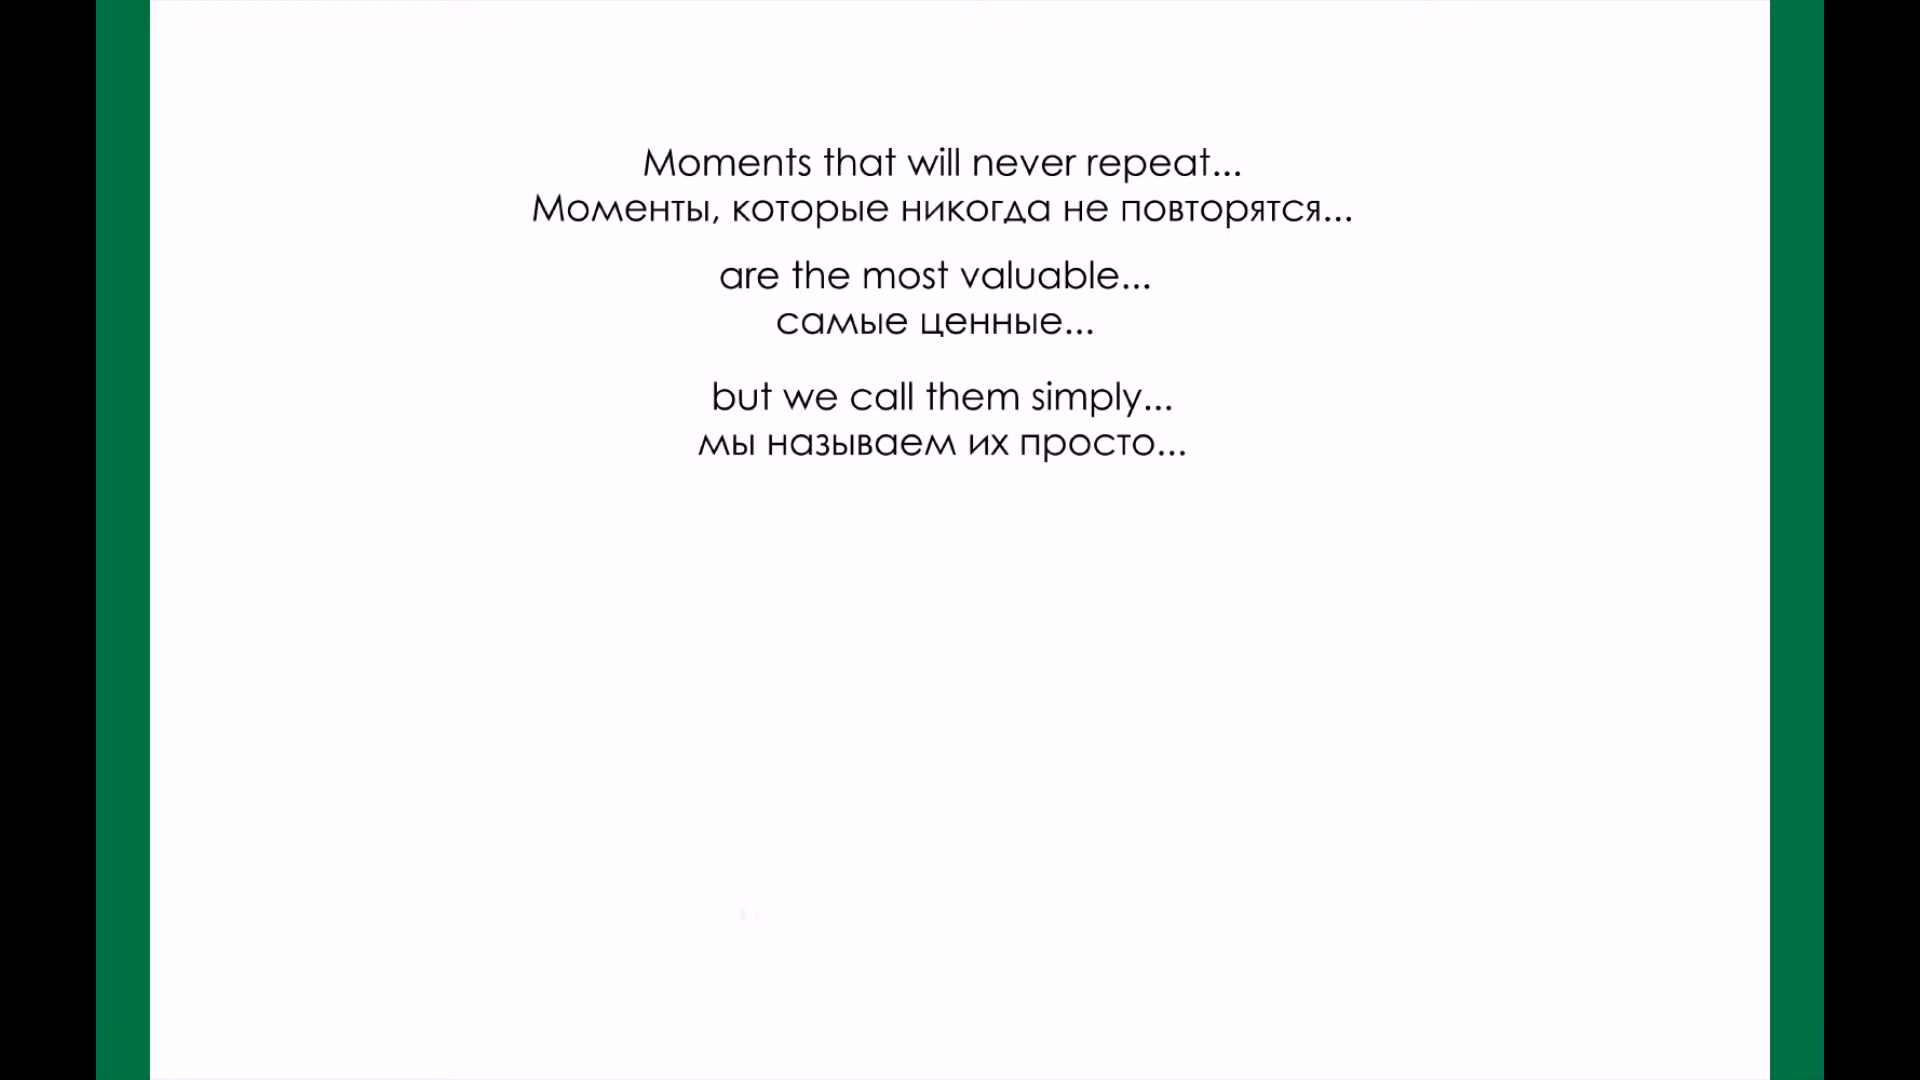 Moments that will never repeat...
Моменты, которые никогда не повторятся...
are the most valuable...
самые ценные...
but we call them simply...
мы называем их просто...